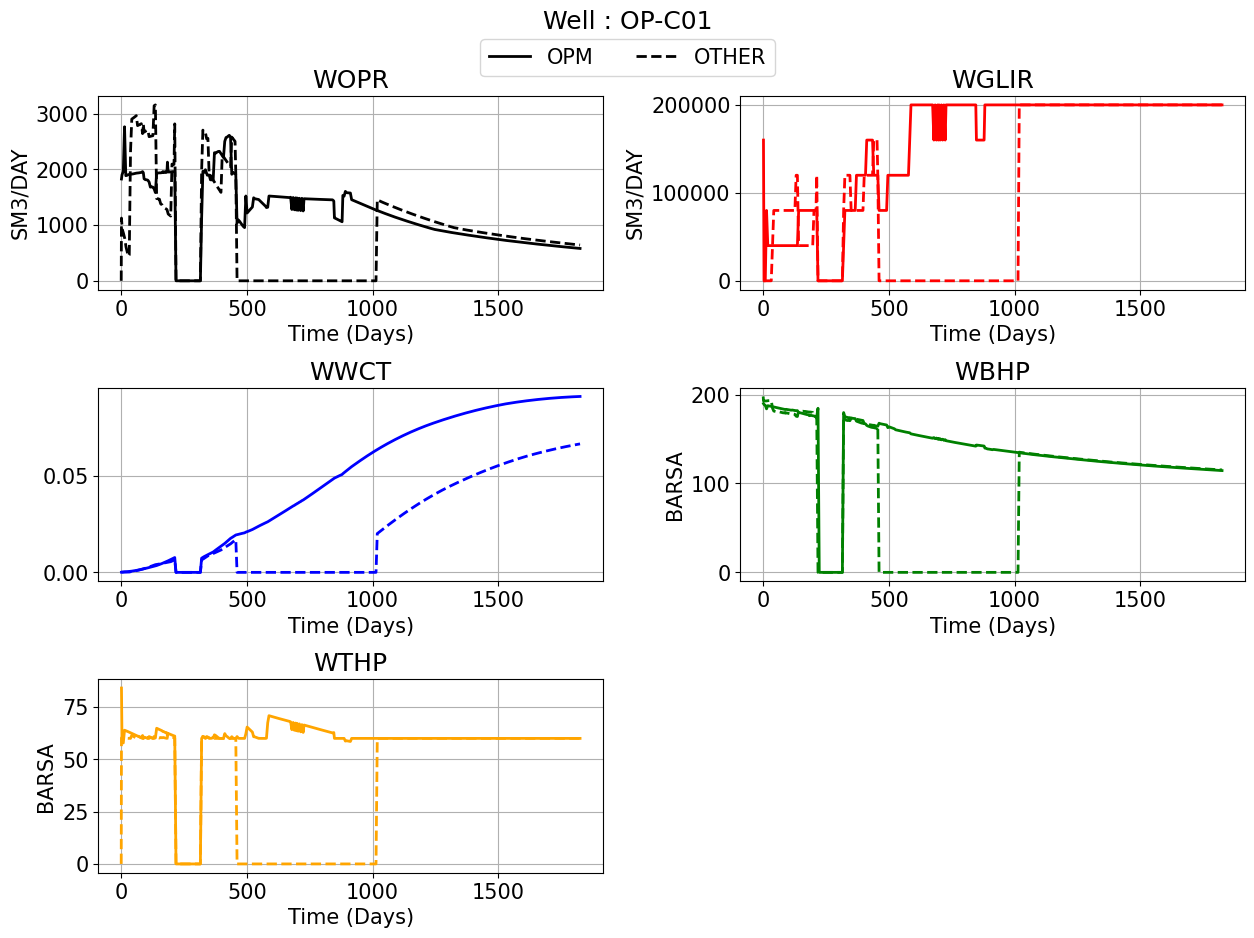 Well : OP-C01
OPM OTHER
WOPR
3000
2000
1000
0
SM3/DAY
0 500 1000 1500
Time (Days)
WGLIR
200000
100000
0
SM3/DAY
0 500 1000 1500
Time (Days)
WWCT
0.05
0.00
0 500 1000 1500
Time (Days)
WBHP
200
100
0
BARSA
0 500 1000 1500
Time (Days)
WTHP
75
50
25
0
BARSA
0 500 1000 1500
Time (Days)